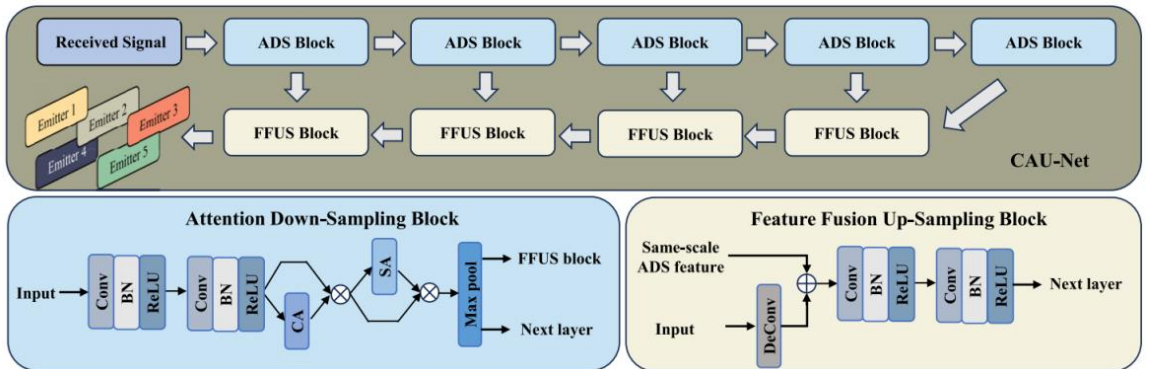 Received Signal
ADS Block
ADS Block
ADS Block
ADS Block
ADS Block
Emitter 1
Emitter 2
Emitter 3
Emitter 4
Emitter 5
FFUS Block
FFUS Block
FFUS Block
FFUS Block
CAU-Net
Attention Down-Sampling Block
Input
Conv
BN
ReLU
Conv
BN
ReLU
CA
SA
Max pool
FFUS block
Next layer
Feature Fusion Up-Sampling Block
Same-scale
ADS feature
Input
DeConv
Conv
BN
ReLU
Conv
BN
ReLU
Next layer